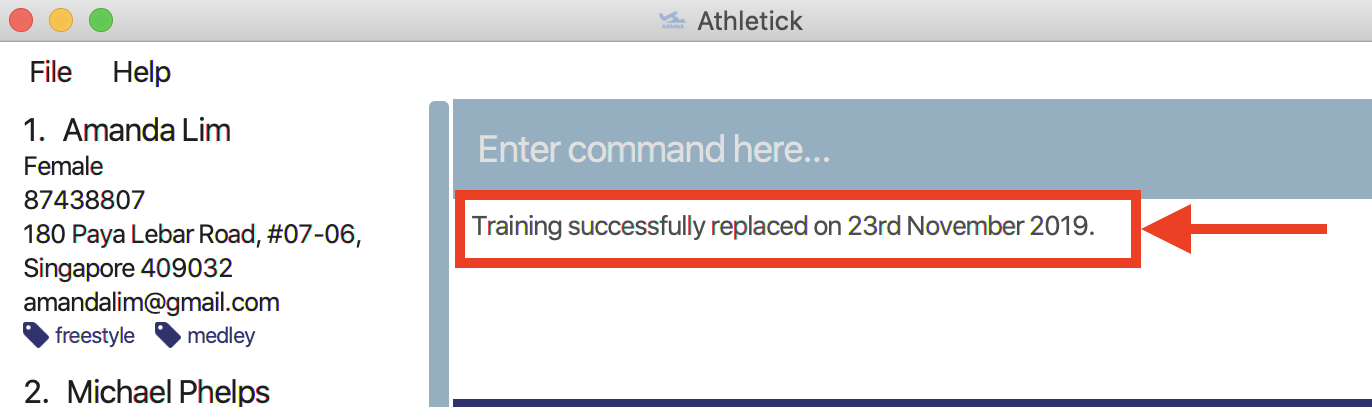 Athletick
File Help
1. Amanda Lim
Female
87438807
180 Paya Lebar Road, #07-06,
Singapore 409032
amandalim@gmail.com
freestyle medley
2. Michael Phelps
Enter command here...
Training successfully replaced on 23rd November 2019.